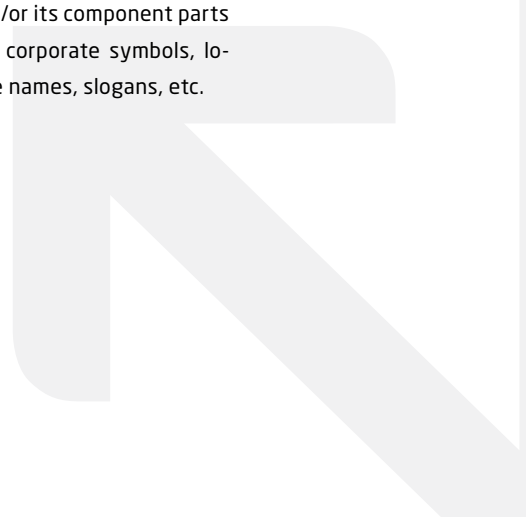 /or its component parts
corporate symbols, lo-
names, slogans, etc.